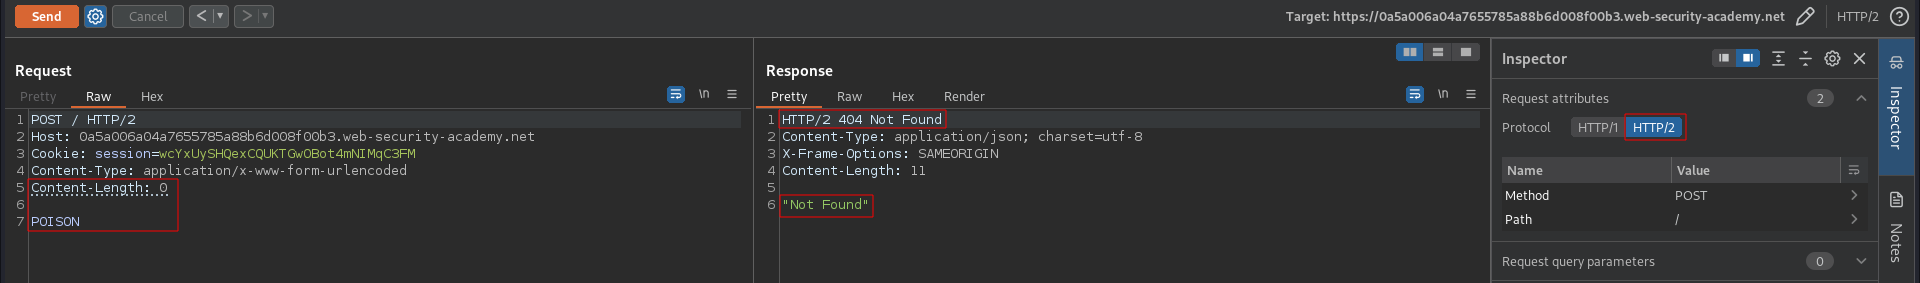 Send Cancel < > Target: https://0a5a006a04a7655785a88b6d008f00b3.web-security-academy.net HTTP/2
Request
Pretty Raw Hex \n
1 POST / HTTP/2
2 Host: 0a5a006a04a7655785a88b6d008f00b3.web-security-academy.net
3 Cookie: session=wcYxUySHQexCQUKTGwOBot4mNIMqC3FM
4 Content-Type: application/x-www-form-urlencoded
5 Content-Length: 0
6
7 POISON
Response
Pretty Raw Hex Render \n
1 HTTP/2 404 Not Found
2 Content-Type: application/json; charset=utf-8
3 X-Frame-Options: SAMEORIGIN
4 Content-Length: 11
5
6 "Not Found"
Inspector
Request attributes 2
Protocol HTTP/1 HTTP/2
Name Value
Method POST
Path /
Request query parameters 0
Inspector
Notes